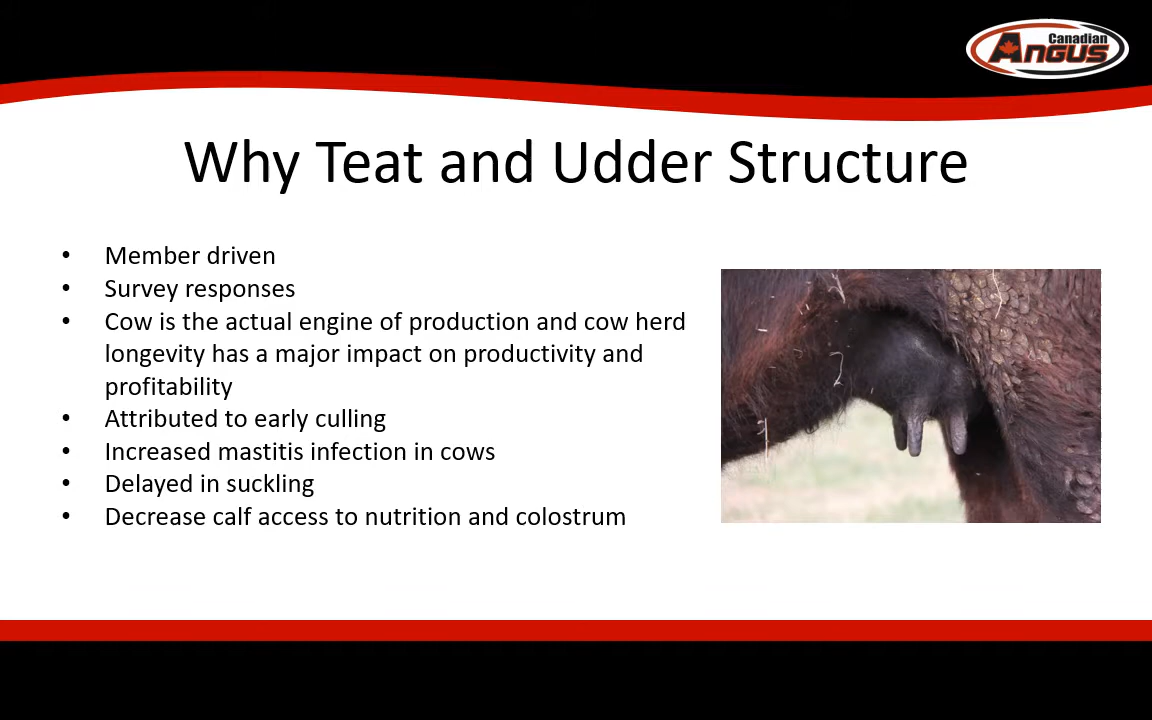 Canadian
Angus
Why Teat and Udder Structure
• Member driven
• Survey responses
• Cow is the actual engine of production and cow herd
longevity has a major impact on productivity and
profitability
• Attributed to early culling
• Increased mastitis infection in cows
• Delayed in suckling
• Decrease calf access to nutrition and colostrum